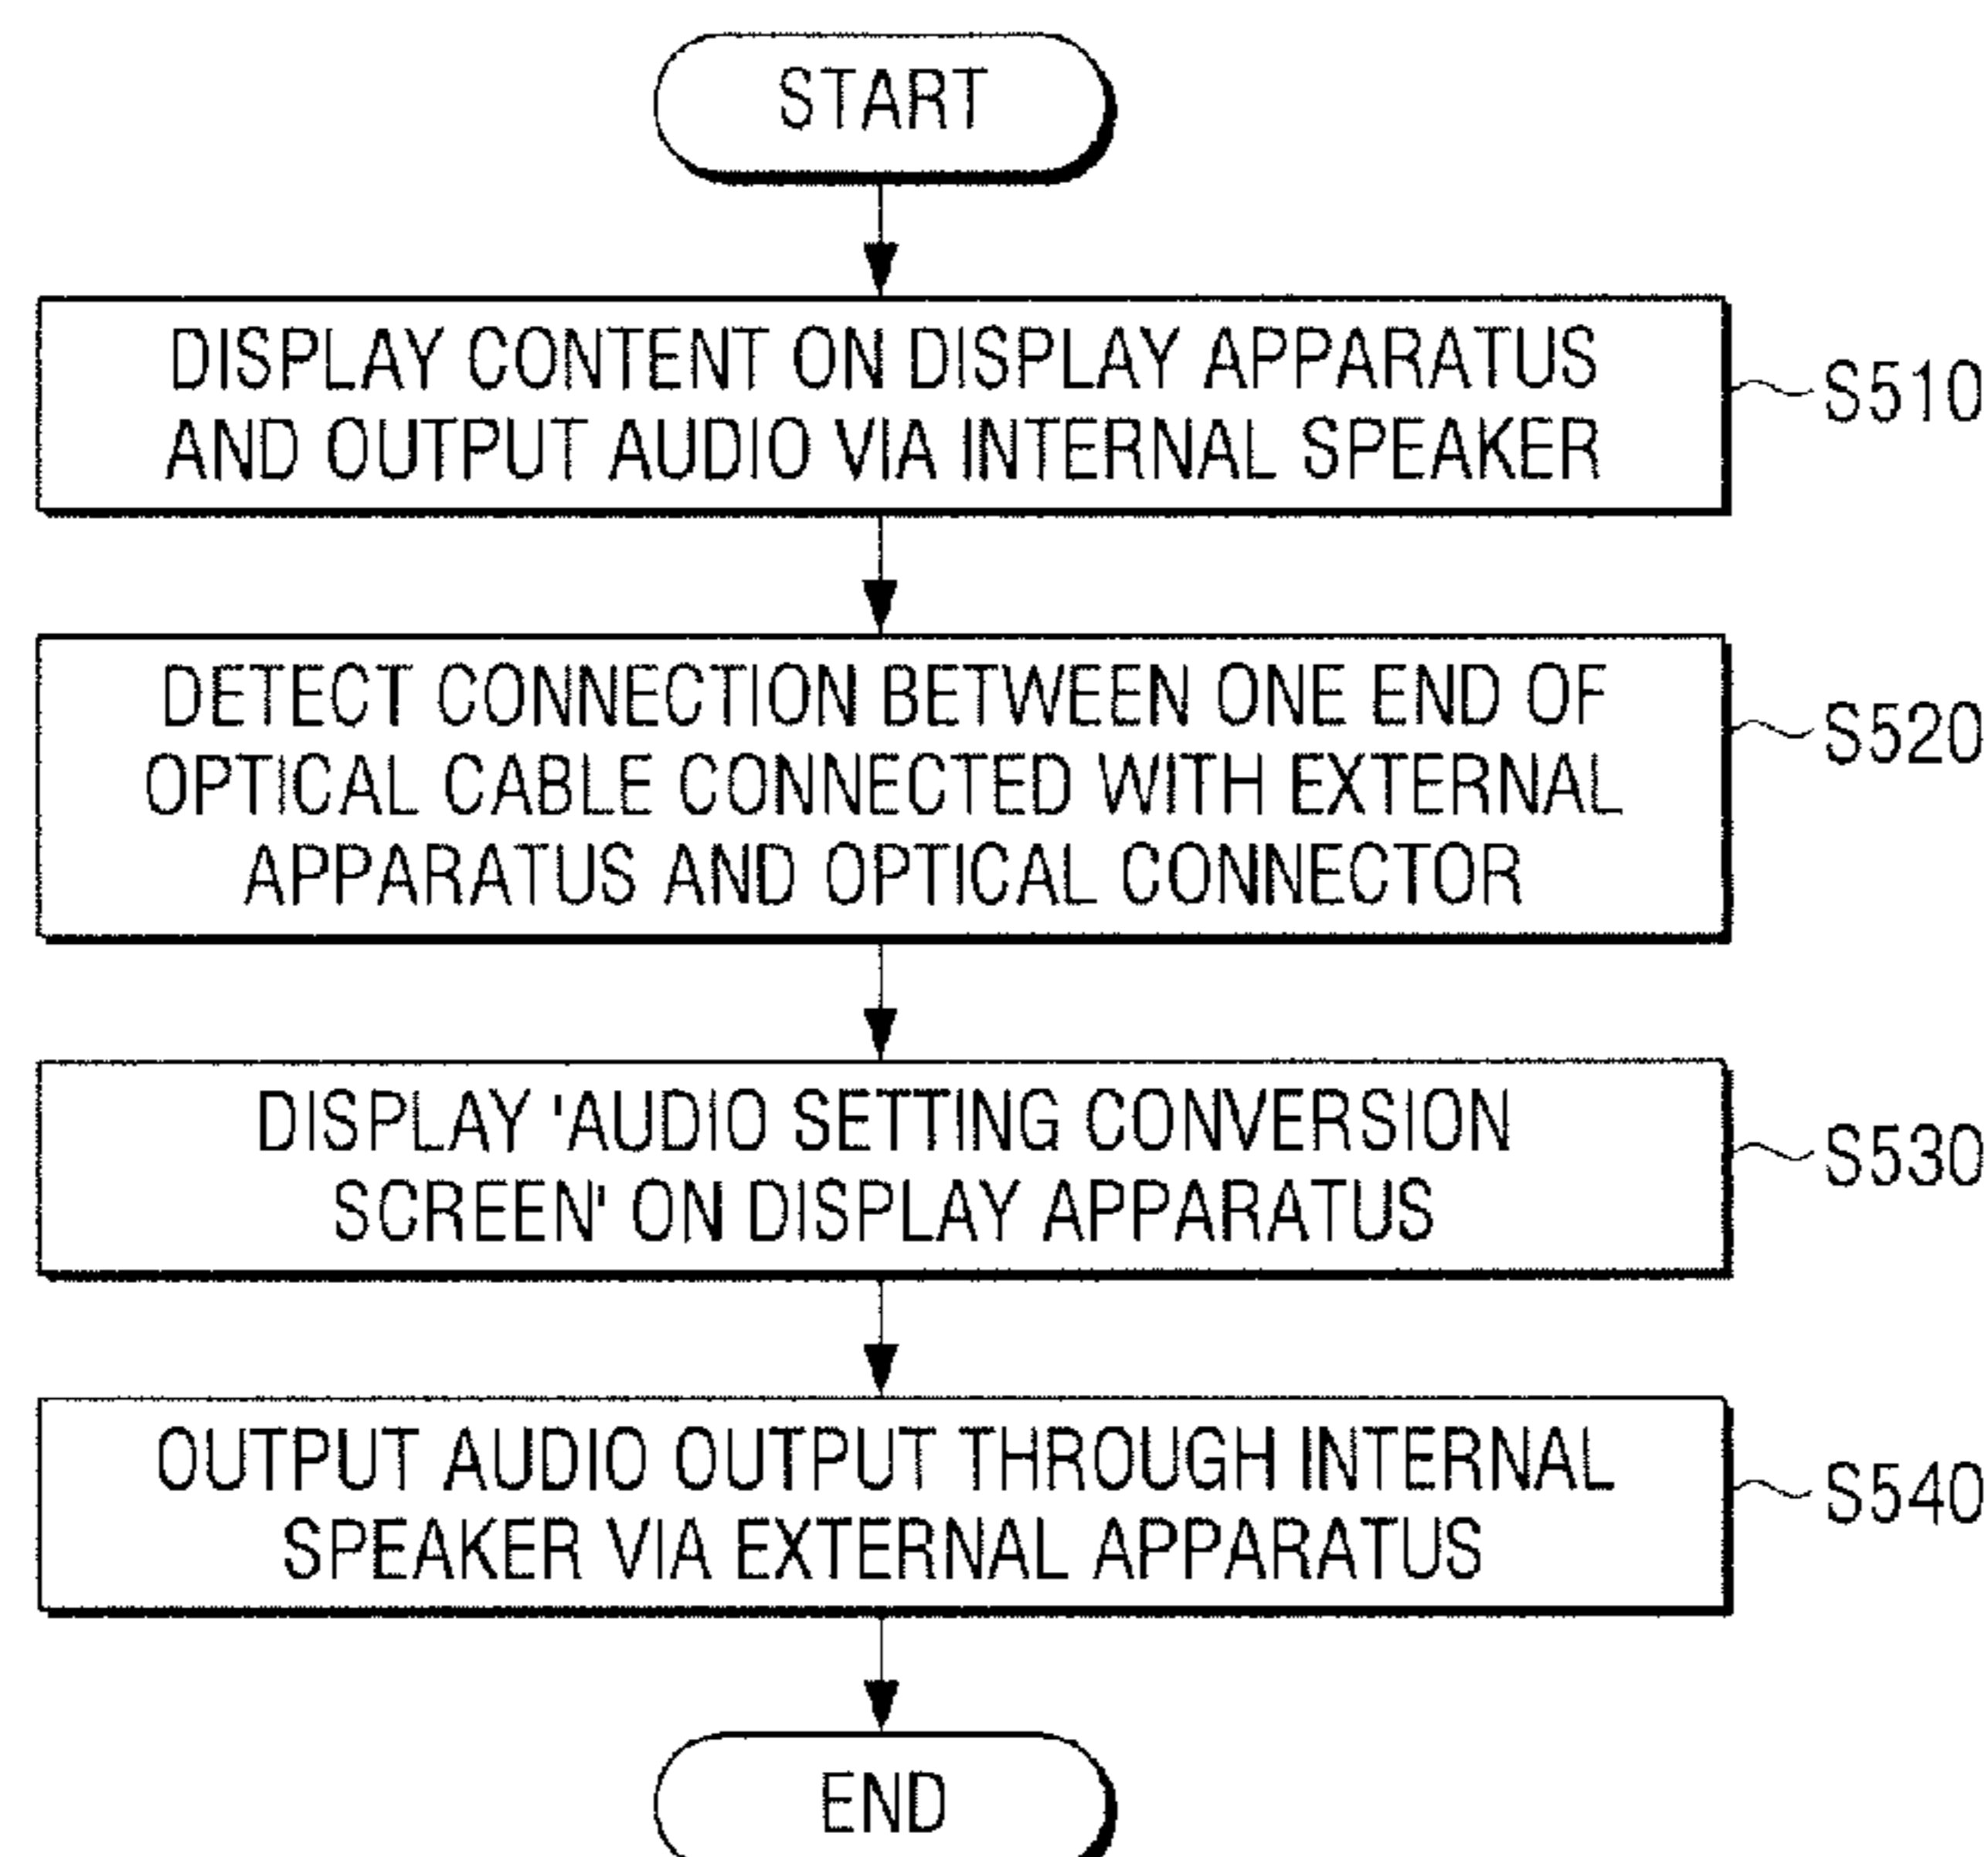 START
DISPLAY CONTENT ON DISPLAY APPARATUS
AND OUTPUT AUDIO VIA INTERNAL SPEAKER
S510
DETECT CONNECTION BETWEEN ONE END OF
OPTICAL CABLE CONNECTED WITH EXTERNAL
APPARATUS AND OPTICAL CONNECTOR
S520
DISPLAY 'AUDIO SETTING CONVERSION
SCREEN' ON DISPLAY APPARATUS
S530
OUTPUT AUDIO OUTPUT THROUGH INTERNAL
SPEAKER VIA EXTERNAL APPARATUS
S540
END